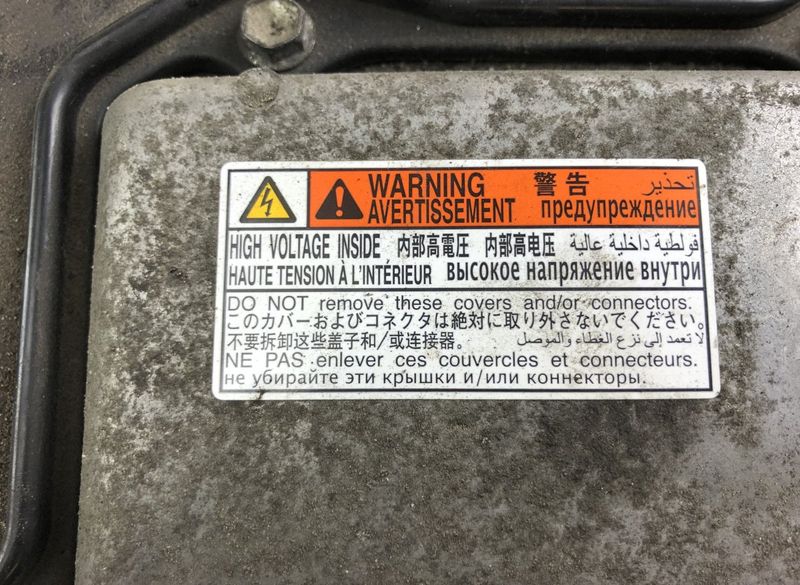 WARNING 警告 تحذير
AVERTISSEMENT предупреждение
HIGH VOLTAGE INSIDE 内部高電圧 内部高电压 فولطية داخلية عالية
HAUTE TENSION À L'INTÉRIEUR высокое напряжение внутри
DO NOT remove these covers and/or connectors.
このカバーおよびコネクタは絶対に取り外さないでください。
不要拆卸这些盖子和/或连接器。 لا تعمد إلى نزع الغطاء والموصل
NE PAS enlever ces couvercles et connecteurs.
не убирайте эти крышки и/или коннекторы.